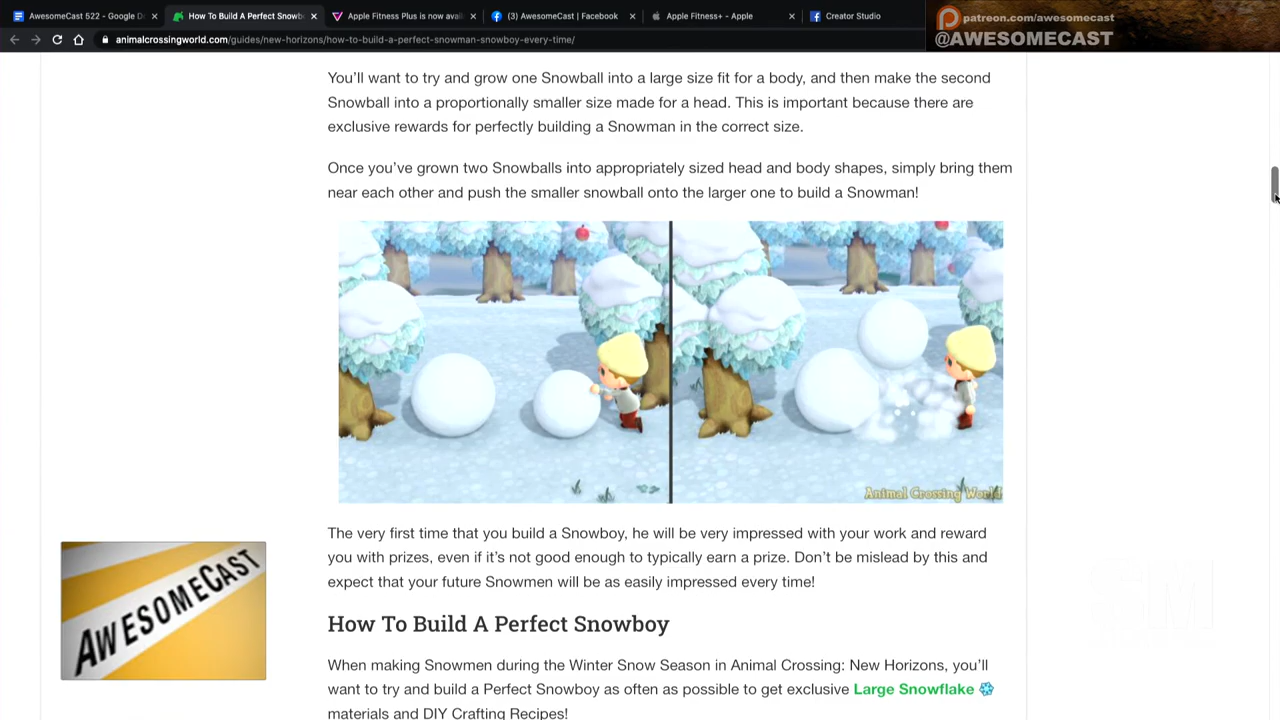 AwesomeCast 522 - Google D
How To Build A Perfect Snowb
Apple Fitness Plus is now avai
(3) AwesomeCast | Facebook
Apple Fitness+ - Apple
Creator Studio
patreon.com/awesomecast
@AWESOMECAST
animalcrossingworld.com/guides/new-horizons/how-to-build-a-perfect-snowman-snowboy-every-time/
You'll want to try and grow one Snowball into a large size fit for a body, and then make the second
Snowball into a proportionally smaller size made for a head. This is important because there are
exclusive rewards for perfectly building a Snowman in the correct size.
Once you've grown two Snowballs into appropriately sized head and body shapes, simply bring them
near each other and push the smaller snowball onto the larger one to build a Snowman!
Animal Crossing World
The very first time that you build a Snowboy, he will be very impressed with your work and reward
you with prizes, even if it's not good enough to typically earn a prize. Don't be mislead by this and
expect that your future Snowmen will be as easily impressed every time!
AWESOMECAST
How To Build A Perfect Snowboy
When making Snowmen during the Winter Snow Season in Animal Crossing: New Horizons, you'll
want to try and build a Perfect Snowboy as often as possible to get exclusive Large Snowflake
materials and DIY Crafting Recipes!